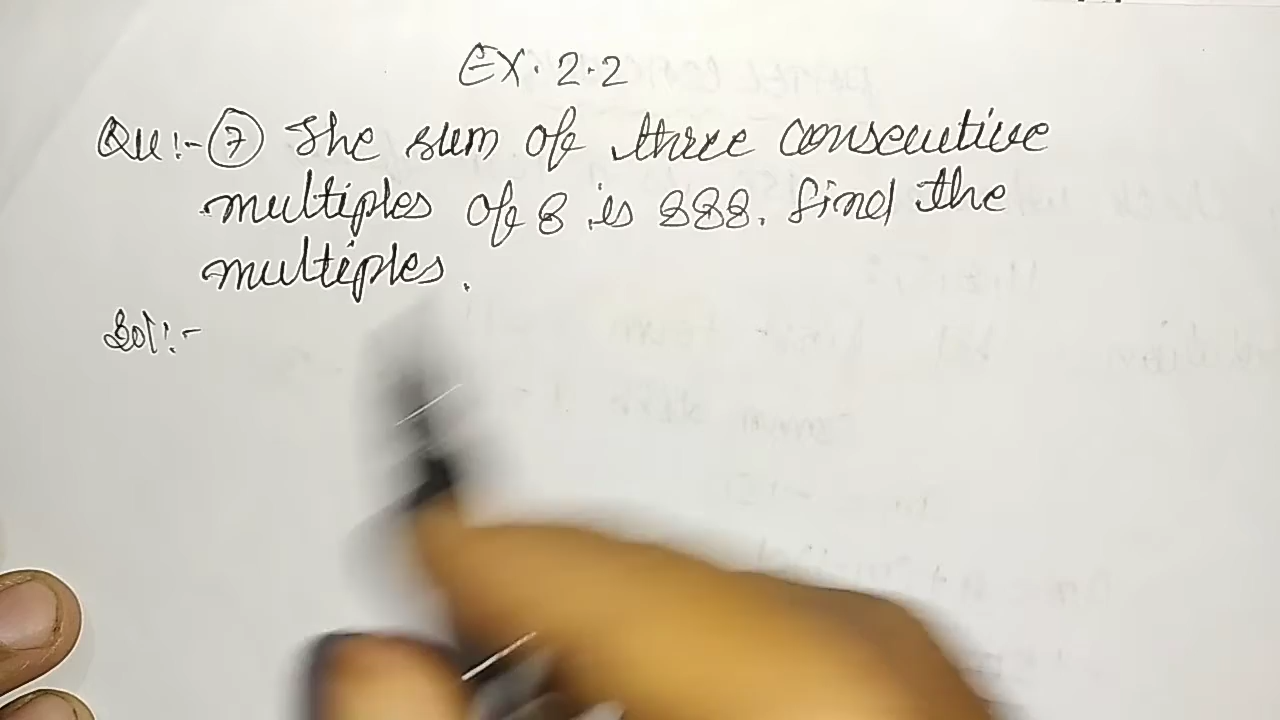 EX. 2.2
QU:- 7 The sum of three consecutive
multiples of 8 is 888. find the
multiples.
Sol:-